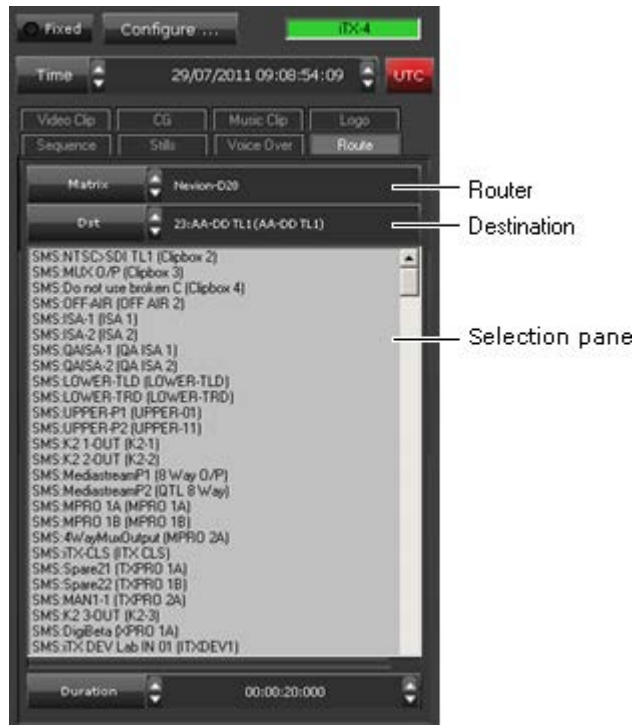 Fixed Configure ... iTX-4
Time 29/07/2011 09:08:54:09 UTC
Video Clip CG Music Clip Logo
Sequence Stills Voice Over Route
Matrix Nevion-D28 Router
Dst 23:AA-DD TL1(AA-DD TL1) Destination
SMS:NTSC>SDI TL1 (Clipbox 2)
SMS:MUX O/P (Clipbox 3)
SMS:Do not use broken C (Clipbox 4)
SMS:OFF-AIR (OFF AIR 2)
SMS:ISA-1 (ISA 1)
SMS:ISA-2 (ISA 2)
Selection pane
SMS:QAISA-1 (QA ISA 1)
SMS:QAISA-2 (QA ISA 2)
SMS:LOWER-TLD (LOWER-TLD)
SMS:LOWER-TRD (LOWER-TRD)
SMS:UPPER-P1 (UPPER-01)
SMS:UPPER-P2 (UPPER-11)
SMS:K2 1-OUT (K2-1)
SMS:K2 2-OUT (K2-2)
SMS:MediastreamP1 (8 Way O/P)
SMS:MediastreamP2 (QTL 8 Way)
SMS:MPRO 1A (MPRO 1A)
SMS:MPRO 1B (MPRO 1B)
SMS:4WayMuxOutput (MPRO 2A)
SMS:iTX-CLS (ITX CLS)
SMS:Spare21 (TXPRO 1A)
SMS:Spare22 (TXPRO 1B)
SMS:MAN1-1 (TXPRO 2A)
SMS:K2 3-OUT (K2-3)
SMS:DigiBeta (XPRO 1A)
SMS:iTX DEV Lab IN 01 (ITXDEV1)
Duration 00:00:20:000